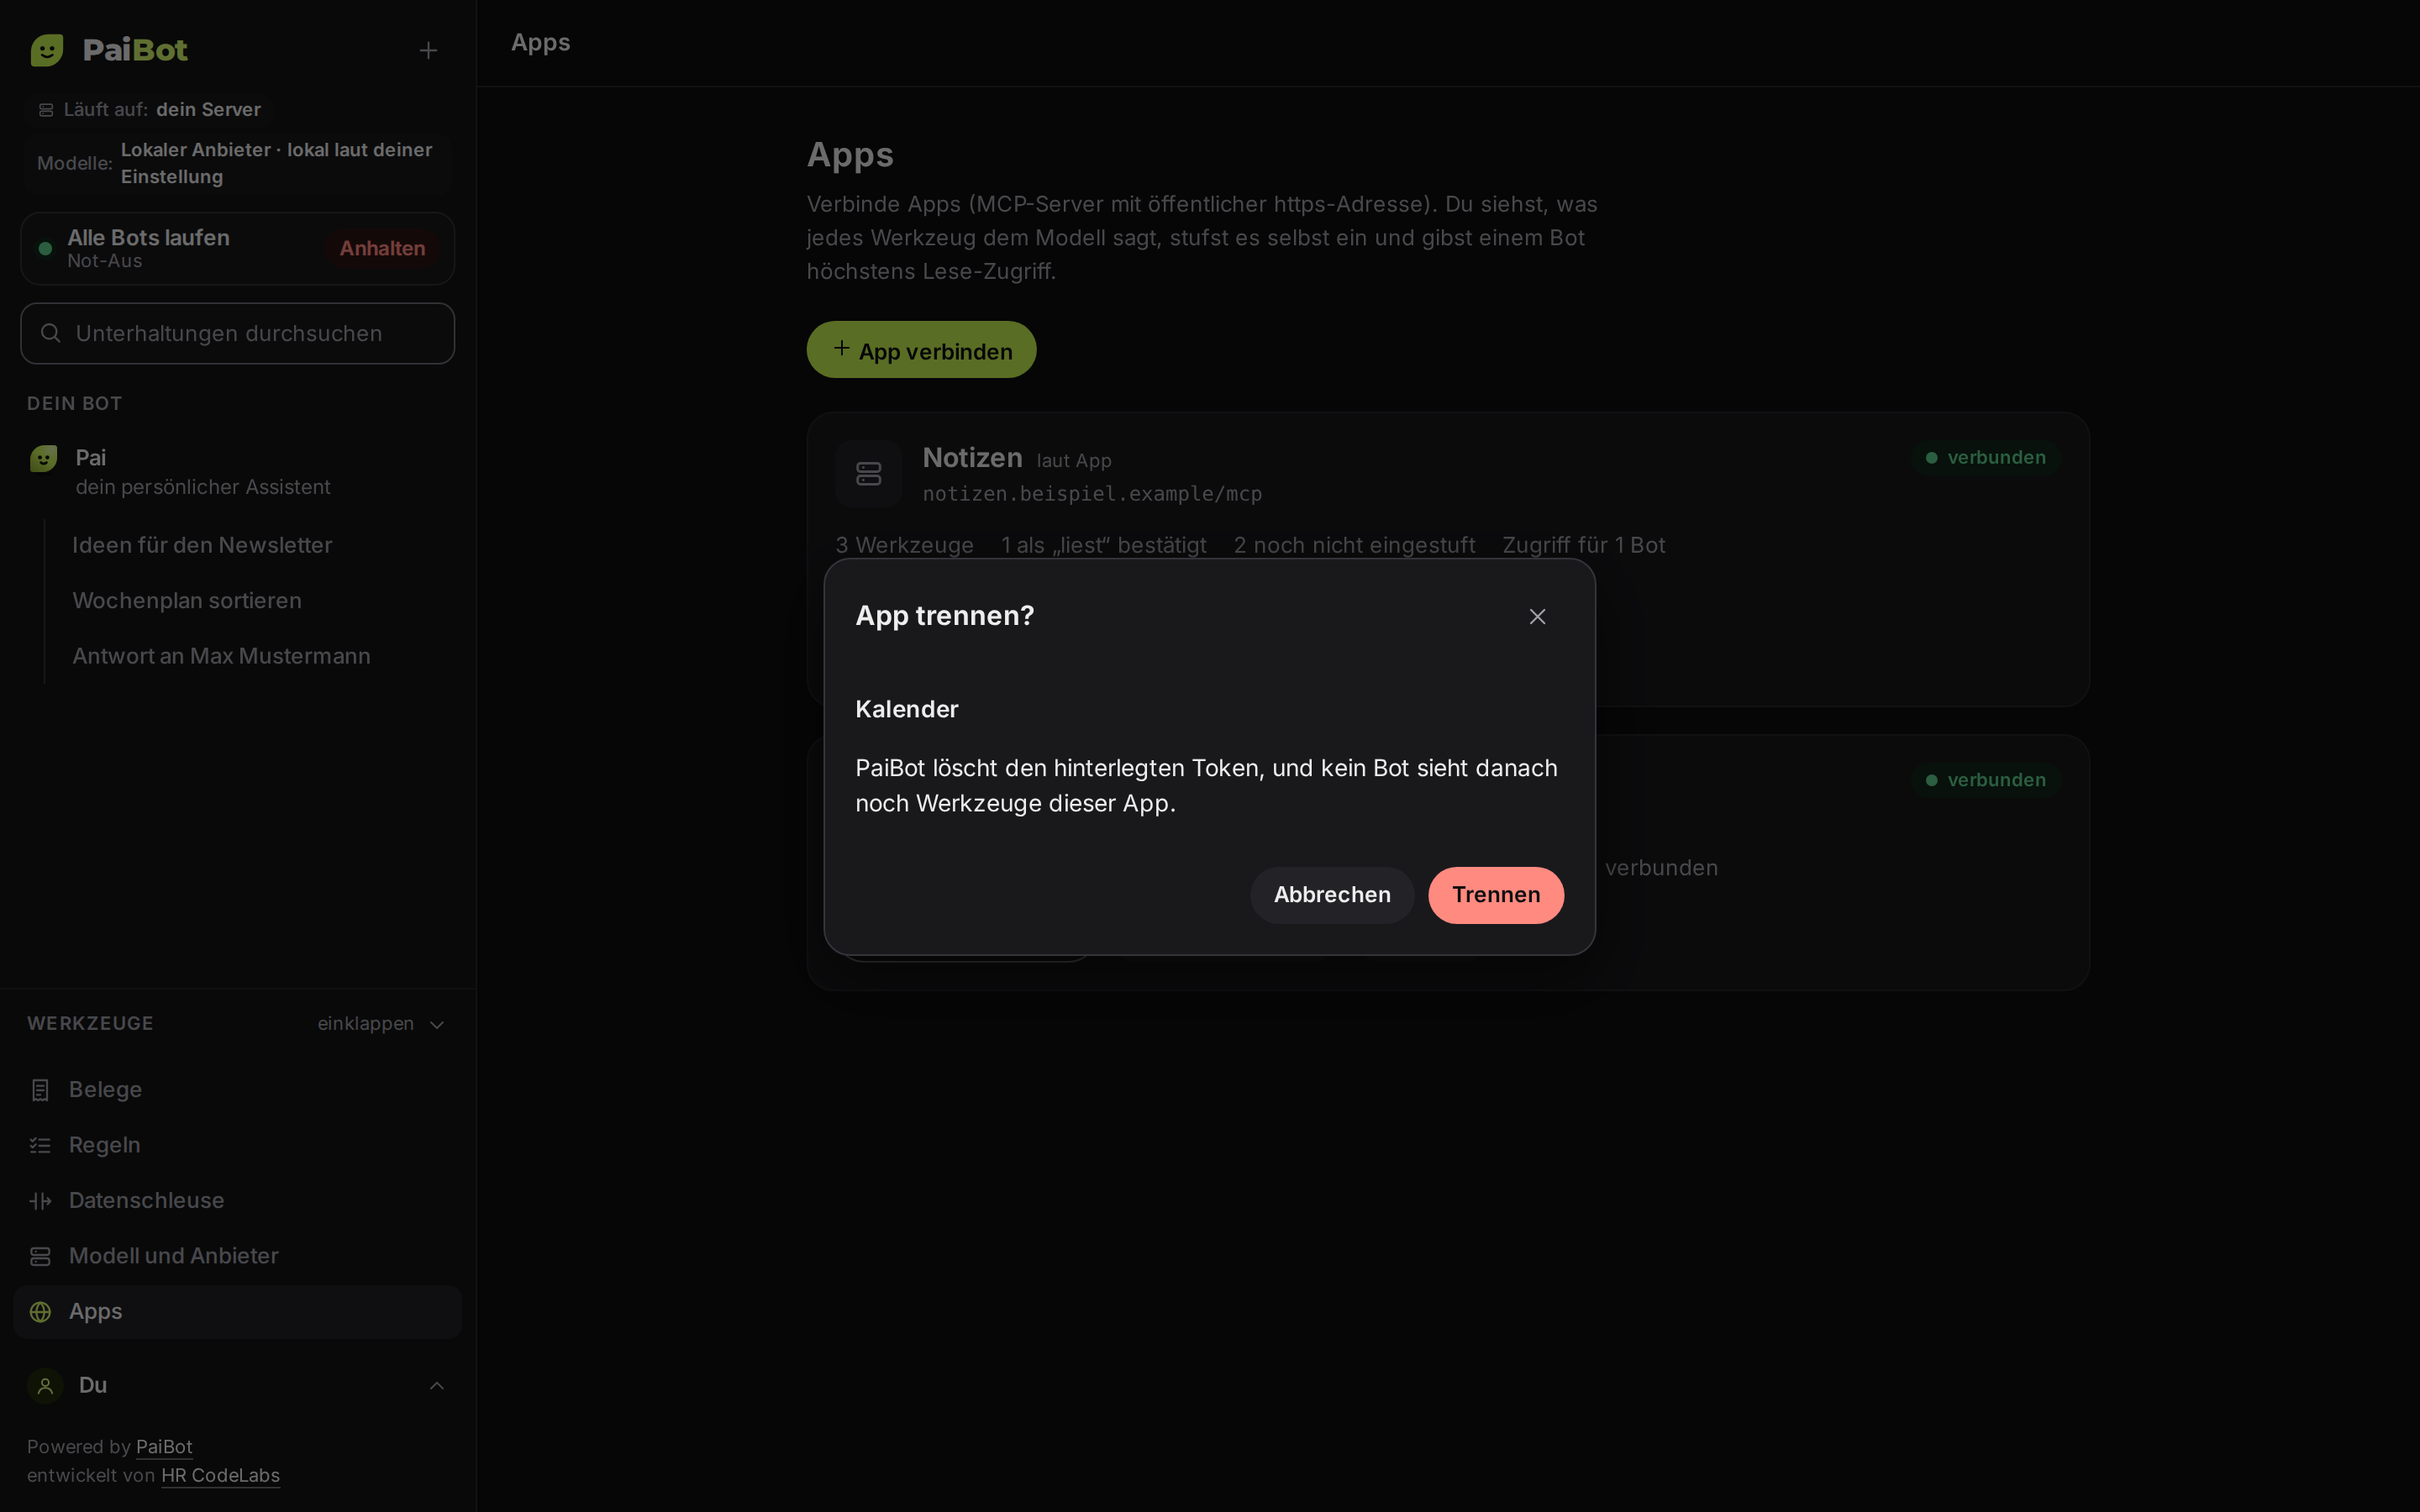 PaiBot
Läuft auf: dein Server
Modelle: Lokaler Anbieter · lokal laut deiner
Einstellung
Alle Bots laufen
Not-Aus
Anhalten
Unterhaltungen durchsuchen
DEIN BOT
Pai
dein persönlicher Assistent
Ideen für den Newsletter
Wochenplan sortieren
Antwort an Max Mustermann
WERKZEUGE
einklappen
Belege
Regeln
Datenschleuse
Modell und Anbieter
Apps
Du
Powered by PaiBot
entwickelt von HR CodeLabs
Apps
Apps
Verbinde Apps (MCP-Server mit öffentlicher https-Adresse). Du siehst, was
jedes Werkzeug dem Modell sagt, stufst es selbst ein und gibst einem Bot
höchstens Lese-Zugriff.
App verbinden
Notizen laut App
verbunden
notizen.beispiel.example/mcp
3 Werkzeuge 1 als „liest“ bestätigt 2 noch nicht eingestuft Zugriff für 1 Bot
App trennen?
Kalender
PaiBot löscht den hinterlegten Token, und kein Bot sieht danach
noch Werkzeuge dieser App.
Abbrechen
Trennen
verbunden
verbunden